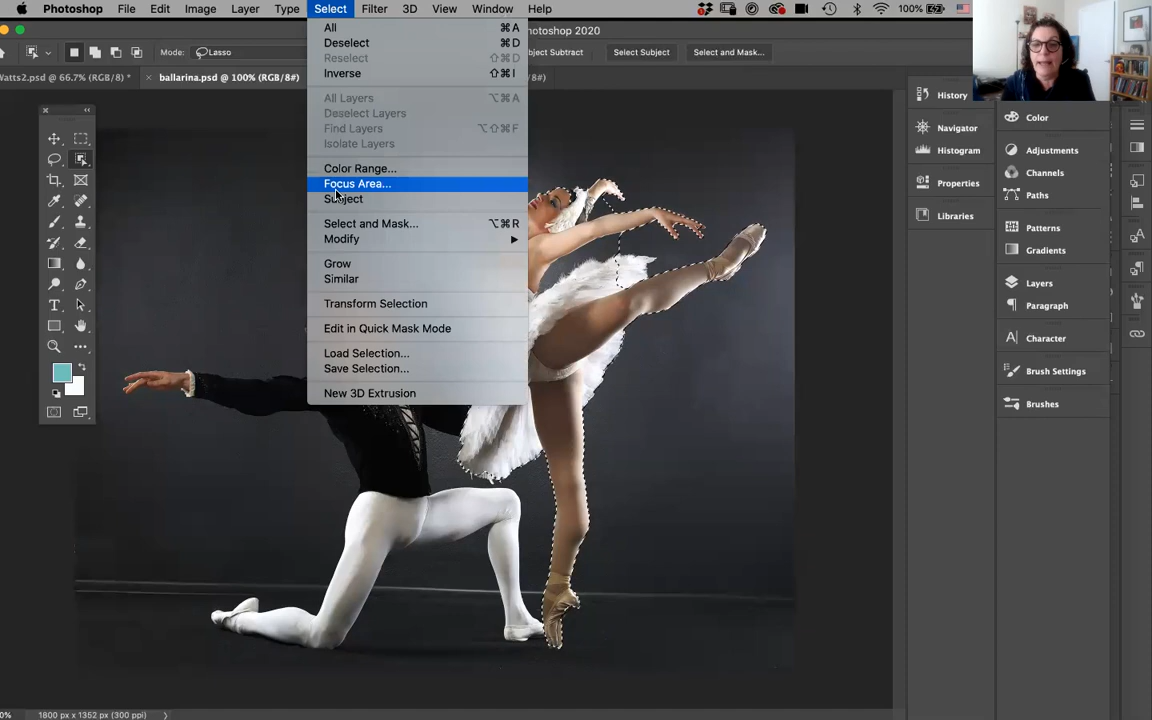 Photoshop File Edit Image Layer Type Select Filter 3D View Window Help 100%
Photoshop 2020
Mode: Lasso
bject Subtract Select Subject Select and Mask...
Watts2.psd @ 66.7% (RGB/8) * × ballarina.psd @ 100% (RGB/8#) /8#)
All ⌘A
Deselect ⌘D
Reselect ⇧⌘D
Inverse ⇧⌘I
All Layers ⌥⌘A
Deselect Layers
Find Layers ⌥⇧⌘F
Isolate Layers
Color Range...
Focus Area...
Subject
Select and Mask... ⌥⌘R
Modify
Grow
Similar
Transform Selection
Edit in Quick Mask Mode
Load Selection...
Save Selection...
New 3D Extrusion
History
Navigator
Histogram
Properties
Libraries
Color
Adjustments
Channels
Paths
Patterns
Gradients
Layers
Paragraph
Character
Brush Settings
Brushes
0% 1800 px x 1352 px (300 ppi)